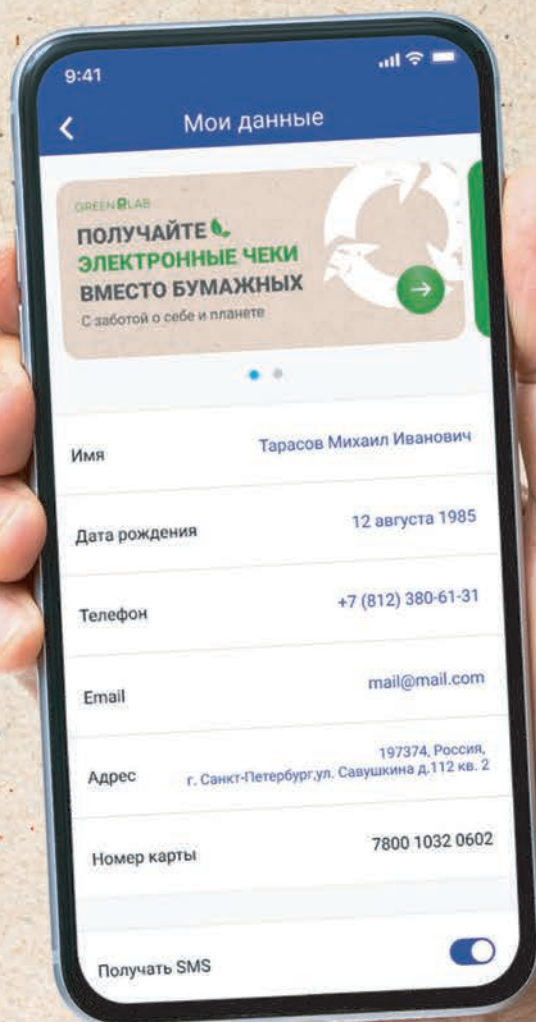 9:41
Мои данные
GREEN LAB
ПОЛУЧАЙТЕ
ЭЛЕКТРОННЫЕ ЧЕКИ
ВМЕСТО БУМАЖНЫХ
С заботой о себе и планете
Имя Тарасов Михаил Иванович
Дата рождения 12 августа 1985
Телефон +7 (812) 380-61-31
Email mail@mail.com
197374, Россия,
Адрес г. Санкт-Петербург,ул. Савушкина д.112 кв. 2
Номер карты 7800 1032 0602
Получать SMS